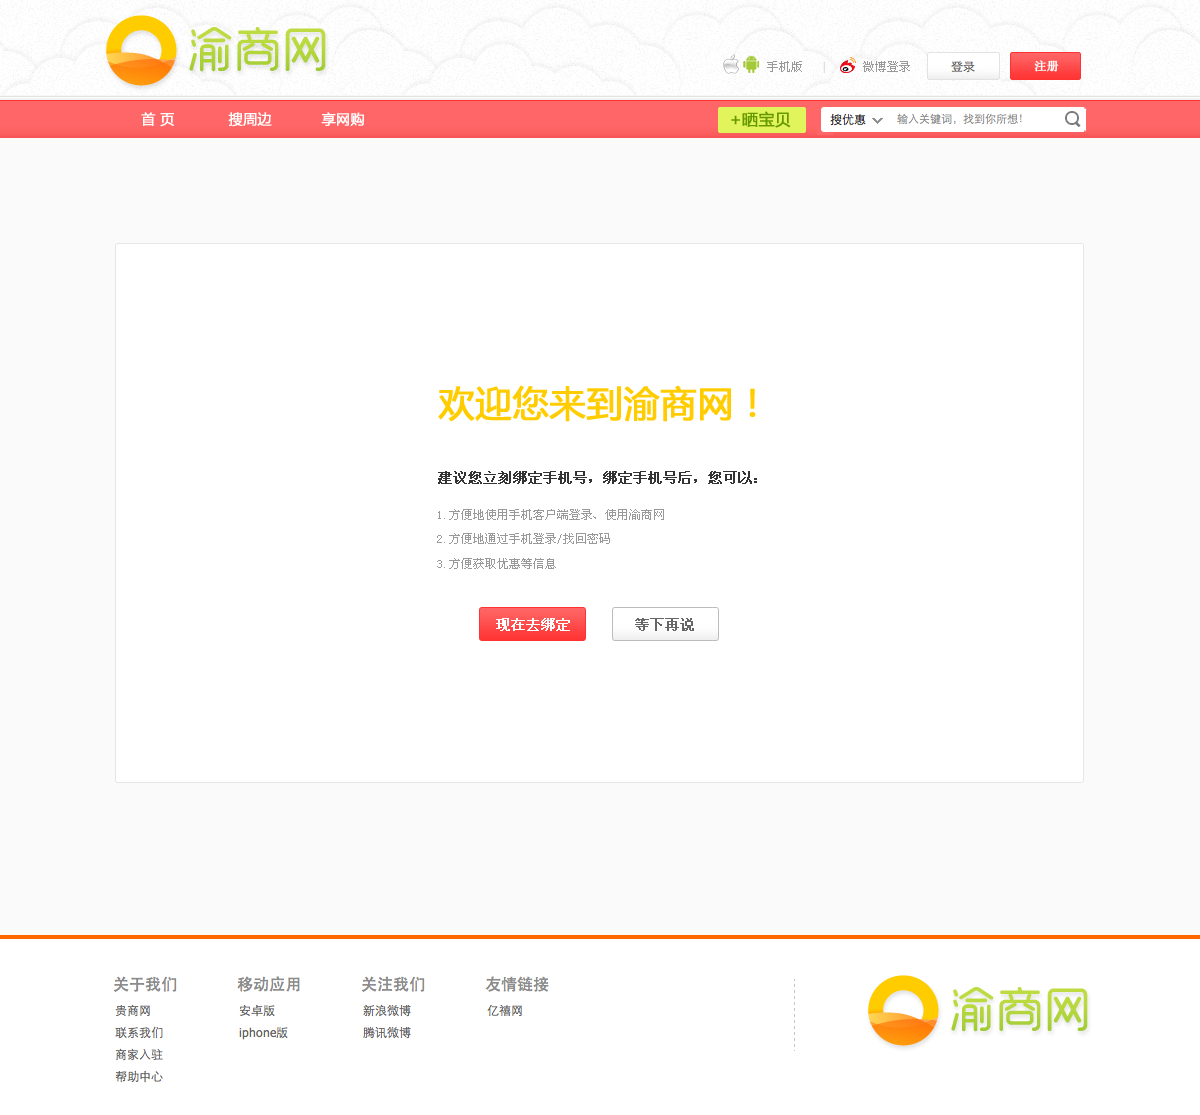 渝商网
手机版 | 微博登录 登录 注册
首 页 搜周边 享网购 +晒宝贝 搜优惠 输入关键词，找到你所想！
欢迎您来到渝商网！
建议您立刻绑定手机号，绑定手机号后，您可以：
1. 方便地使用手机客户端登录、使用渝商网
2. 方便地通过手机登录/找回密码
3. 方便获取优惠等信息
现在去绑定 等下再说
关于我们 移动应用 关注我们 友情链接
贵商网 安卓版 新浪微博 亿禧网
联系我们 iphone版 腾讯微博
商家入驻
帮助中心
渝商网